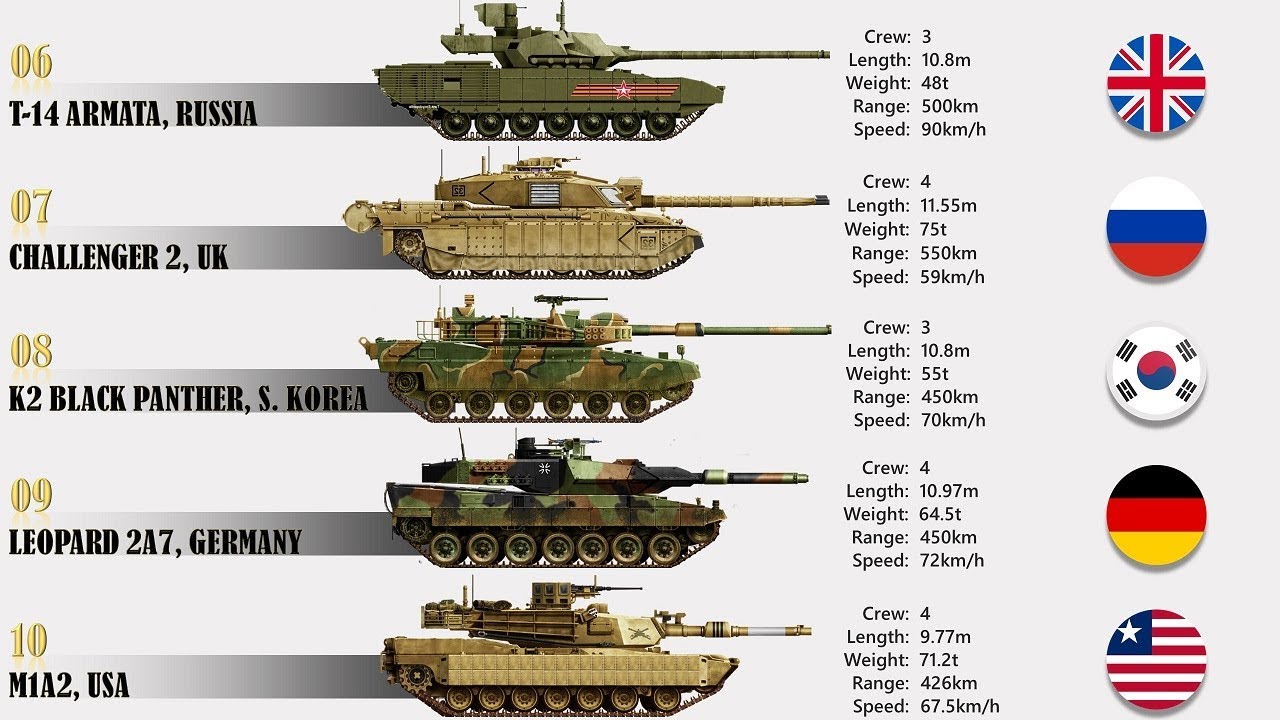 06
T-14 ARMATA, RUSSIA
Crew: 3
Length: 10.8m
Weight: 48t
Range: 500km
Speed: 90km/h
07
CHALLENGER 2, UK
Crew: 4
Length: 11.55m
Weight: 75t
Range: 550km
Speed: 59km/h
08
K2 BLACK PANTHER, S. KOREA
Crew: 3
Length: 10.8m
Weight: 55t
Range: 450km
Speed: 70km/h
09
LEOPARD 2A7, GERMANY
Crew: 4
Length: 10.97m
Weight: 64.5t
Range: 450km
Speed: 72km/h
10
M1A2, USA
Crew: 4
Length: 9.77m
Weight: 71.2t
Range: 426km
Speed: 67.5km/h